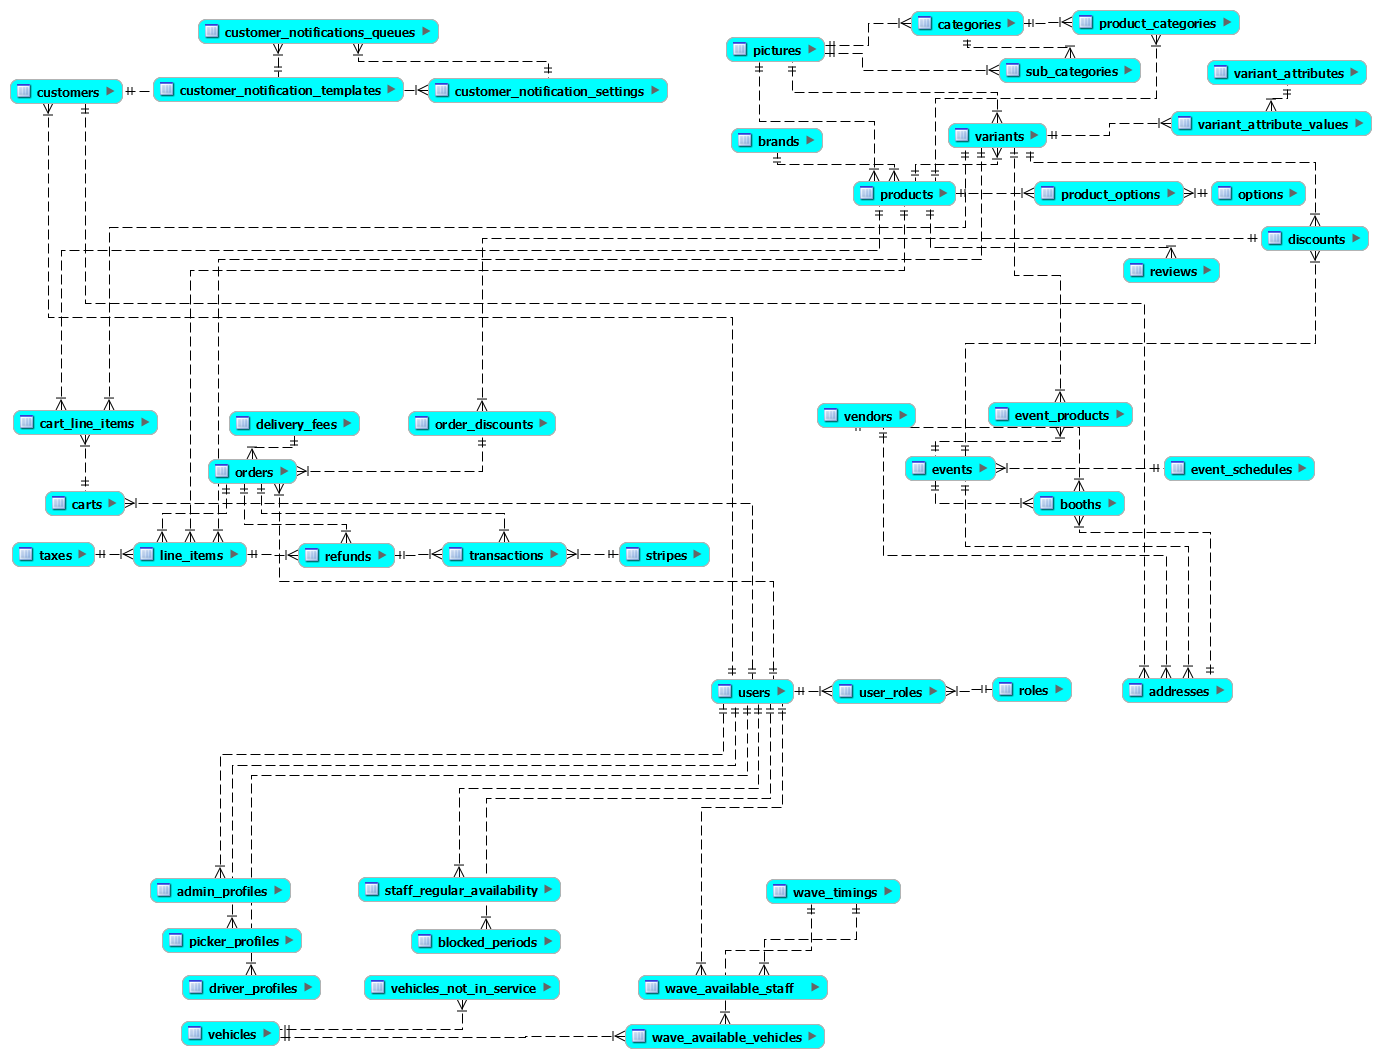 customer_notifications_queues
categories
product_categories
pictures
sub_categories
variant_attributes
customers
customer_notification_templates
customer_notification_settings
variant_attribute_values
brands
variants
products
product_options
options
discounts
reviews
cart_line_items
delivery_fees
order_discounts
vendors
event_products
orders
events
event_schedules
carts
booths
taxes
line_items
refunds
transactions
stripes
users
user_roles
roles
addresses
admin_profiles
staff_regular_availability
wave_timings
picker_profiles
blocked_periods
driver_profiles
vehicles_not_in_service
wave_available_staff
vehicles
wave_available_vehicles